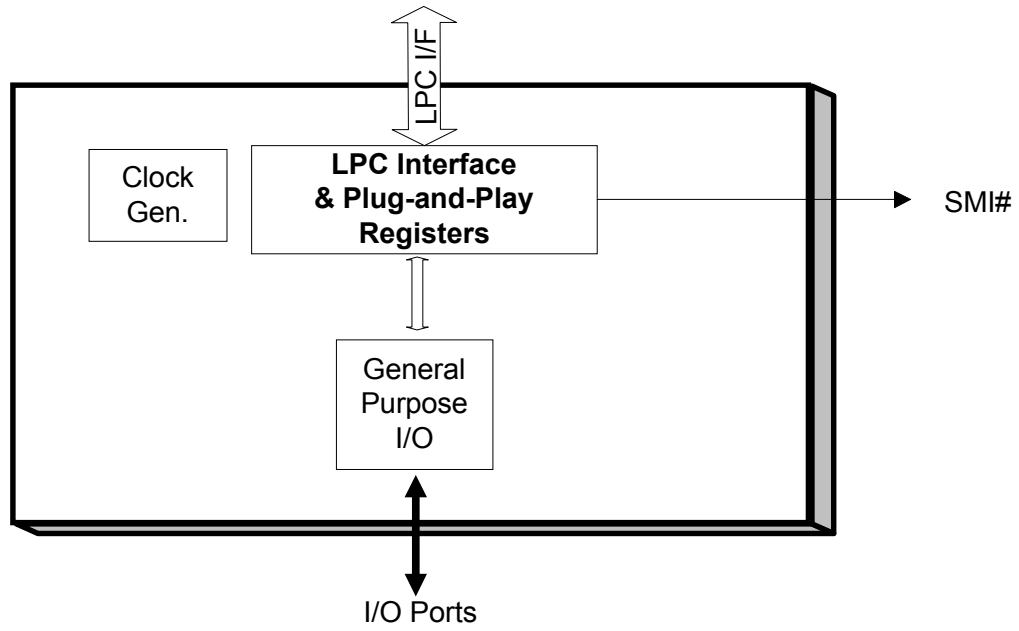 LPC I/F
LPC Interface
& Plug-and-Play
Registers
Clock
Gen.
SMI#
General
Purpose
I/O
I/O Ports